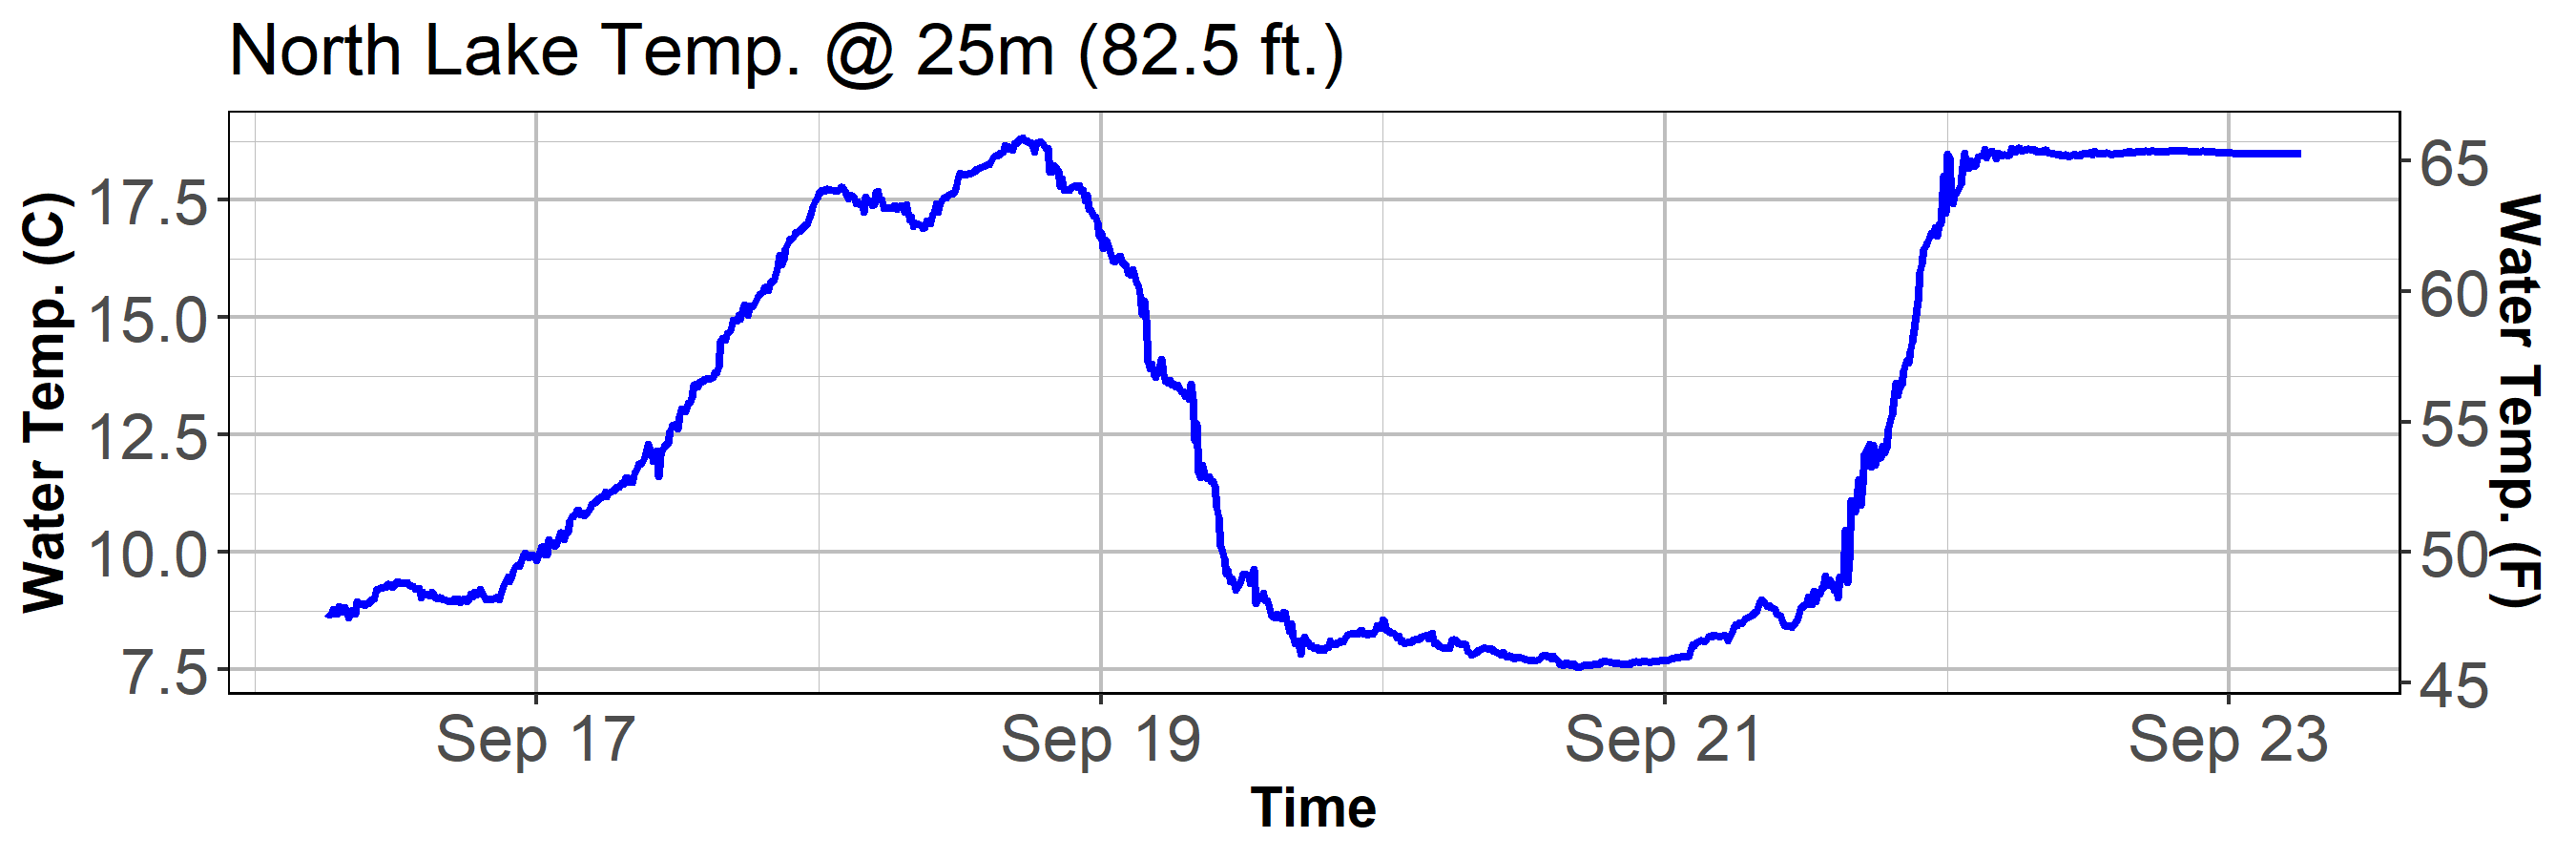 North Lake Temp. @ 25m (82.5 ft.)
Water Temp. (C)
17.5
15.0
12.5
10.0
7.5
65
60
55
50
45
Water Temp. (F)
Sep 17
Sep 19
Sep 21
Sep 23
Time